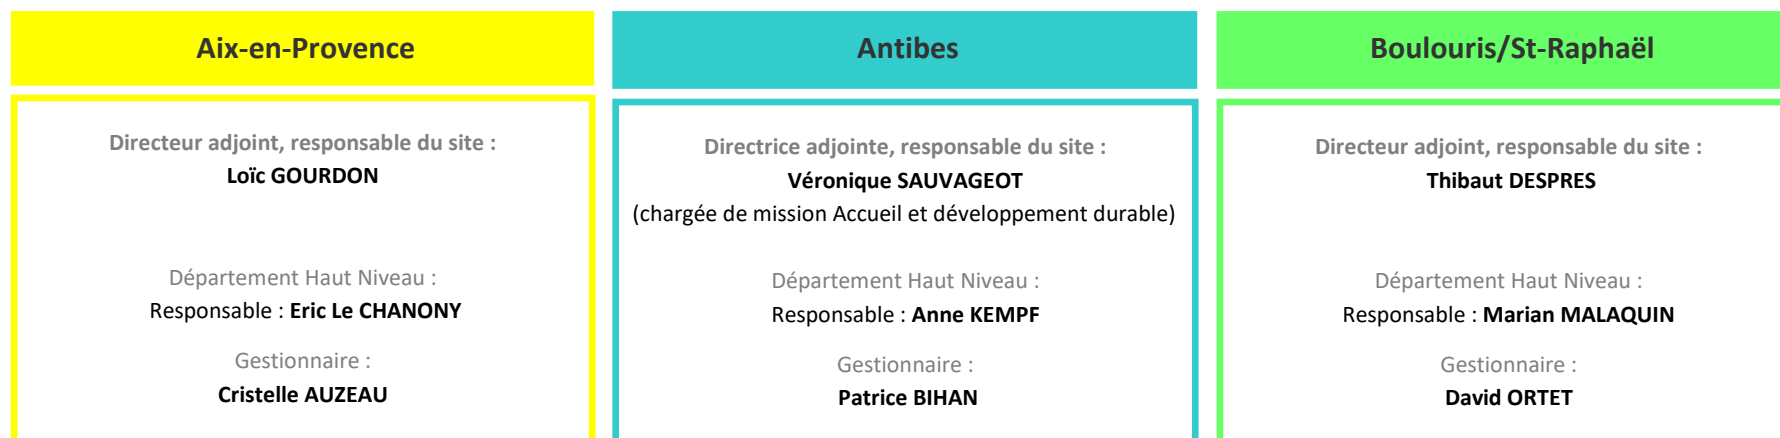 Aix-en-Provence
Directeur adjoint, responsable du site :
Loïc GOURDON
Département Haut Niveau :
Responsable : Eric Le CHANONY
Gestionnaire :
Cristelle AUZEAU
Antibes
Directrice adjointe, responsable du site :
Véronique SAUVAGEOT
(chargée de mission Accueil et développement durable)
Département Haut Niveau :
Responsable : Anne KEMPF
Gestionnaire :
Patrice BIHAN
Boulouris/St-Raphaël
Directeur adjoint, responsable du site :
Thibaut DESPRES
Département Haut Niveau :
Responsable : Marian MALAQUIN
Gestionnaire :
David ORTET